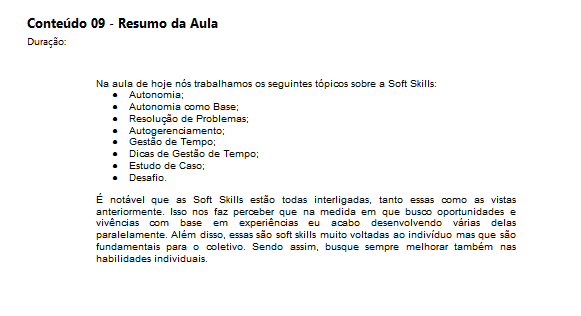 Conteúdo 09 - Resumo da Aula
Duração:
Na aula de hoje nós trabalhamos os seguintes tópicos sobre a Soft Skills:
● Autonomia;
● Autonomia como Base;
● Resolução de Problemas;
● Autogerenciamento;
● Gestão de Tempo;
● Dicas de Gestão de Tempo;
● Estudo de Caso;
● Desafio.
É notável que as Soft Skills estão todas interligadas, tanto essas como as vistas
anteriormente. Isso nos faz perceber que na medida em que busco oportunidades e
vivências com base em experiências eu acabo desenvolvendo várias delas
paralelamente. Além disso, essas são soft skills muito voltadas ao indivíduo mas que são
fundamentais para o coletivo. Sendo assim, busque sempre melhorar também nas
habilidades individuais.